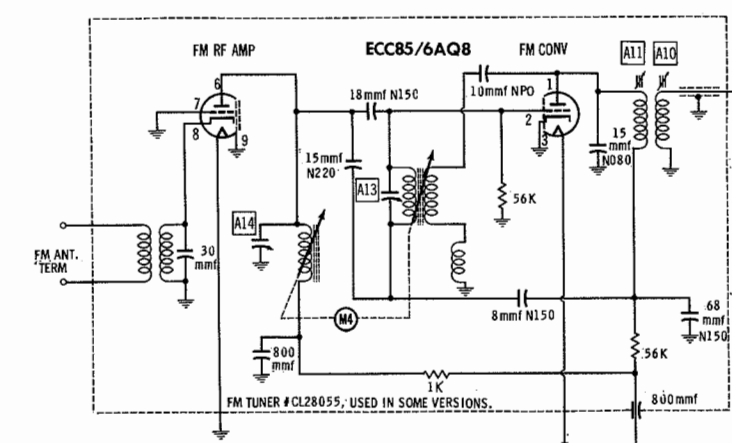 FM RF AMP
ECC85/6AQ8
FM CONV
A11
A10
6
7
8
9
18mmf N150
10mmf NPO
1
2
3
15
mmf
N080
15mmf
N220
A13
56K
A14
FM ANT.
TERM
30
mmf
M4
8mmf N150
68
mmf
N150
800
mmf
56K
1K
800mmf
FM TUNER #CL28055, USED IN SOME VERSIONS.